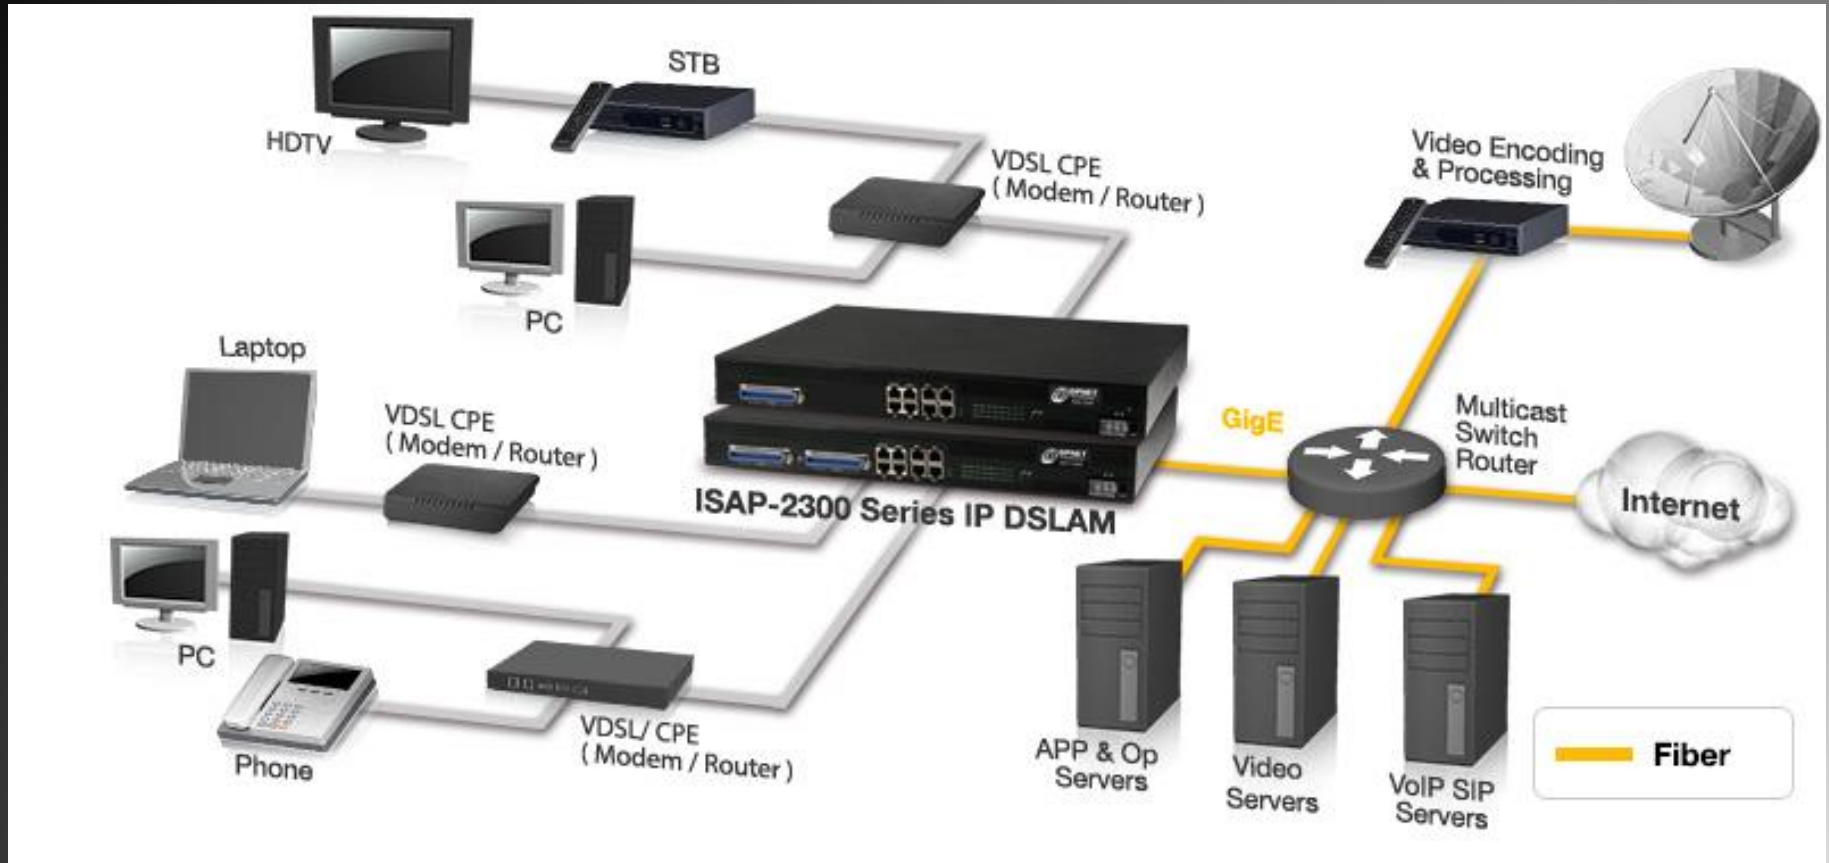 STB
HDTV
VDSL CPE
( Modem / Router )
Video Encoding
& Processing
PC
Laptop
VDSL CPE
( Modem / Router )
GigE
Multicast
Switch
Router
Internet
ISAP-2300 Series IP DSLAM
PC
Phone
VDSL/ CPE
( Modem / Router )
APP & Op
Servers
Video
Servers
VoIP SIP
Servers
Fiber